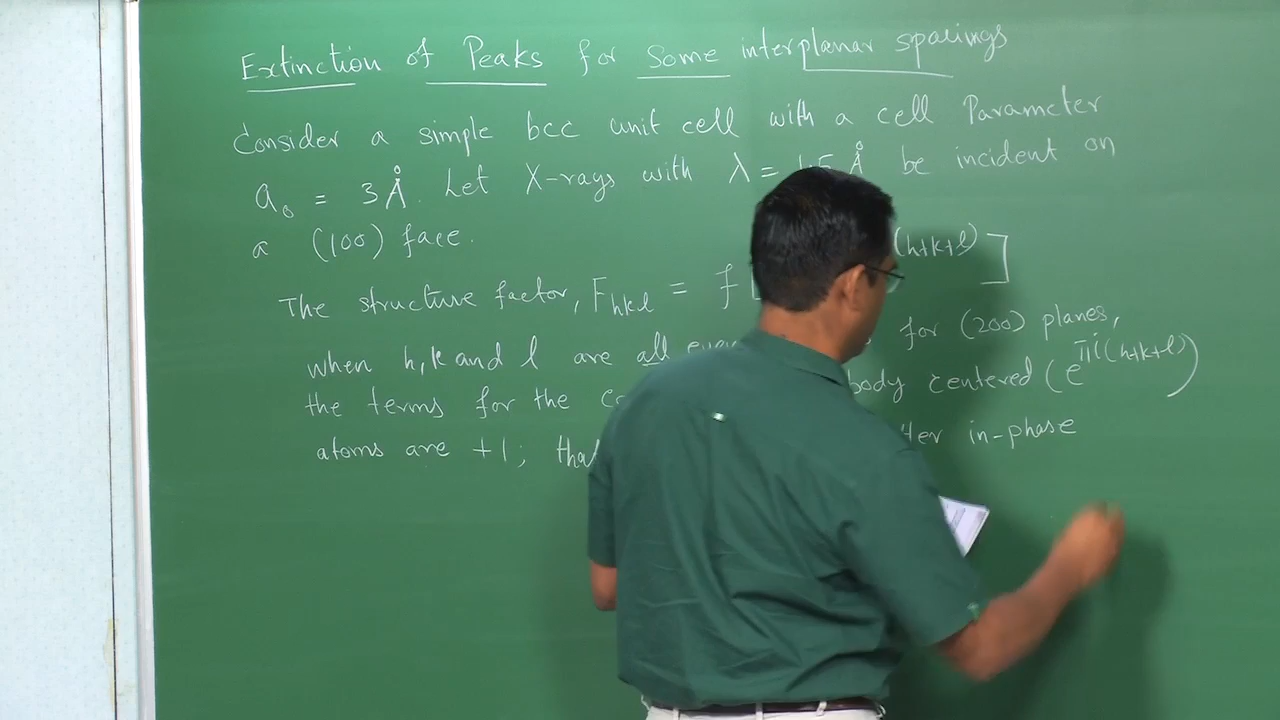 Extinction of Peaks for Some interplanar spacings
Consider a simple bcc unit cell with a cell Parameter
a₀ = 3 Å. Let X-rays with λ = 1.5 Å be incident on
a (100) face.
The structure factor, F_hkl = f [ (h+k+l) ]
when h, k and l are all even for (200) planes,
the terms for the body centered (e^πi(h+k+l))
atoms are +1; that in-phase